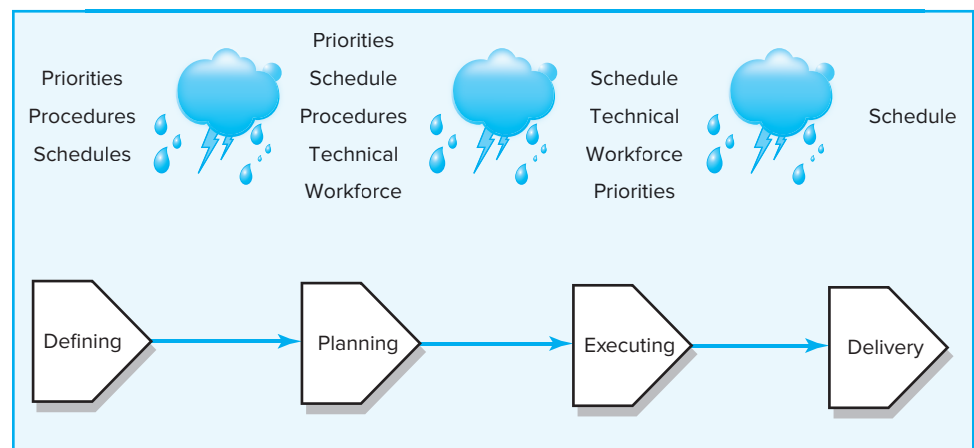 Priorities
Procedures
Schedules
Priorities
Schedule
Procedures
Technical
Workforce
Schedule
Technical
Workforce
Priorities
Schedule
Defining
Planning
Executing
Delivery